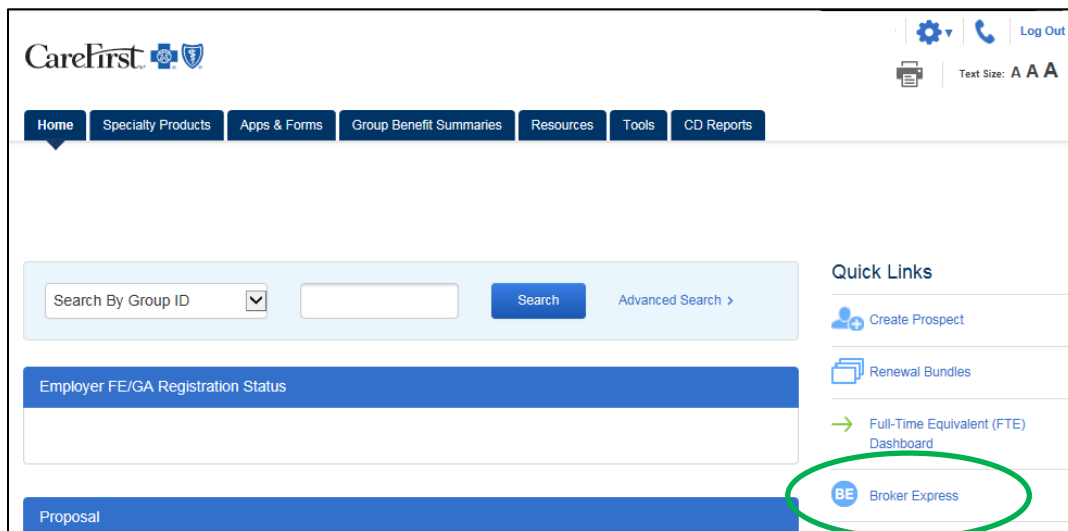 Log Out
CareFirst
Text Size: A A A
Home Specialty Products Apps & Forms Group Benefit Summaries Resources Tools CD Reports
Quick Links
Search By Group ID Search Advanced Search >
Create Prospect
Employer FE/GA Registration Status
Renewal Bundles
Full-Time Equivalent (FTE)
Dashboard
BE Broker Express
Proposal